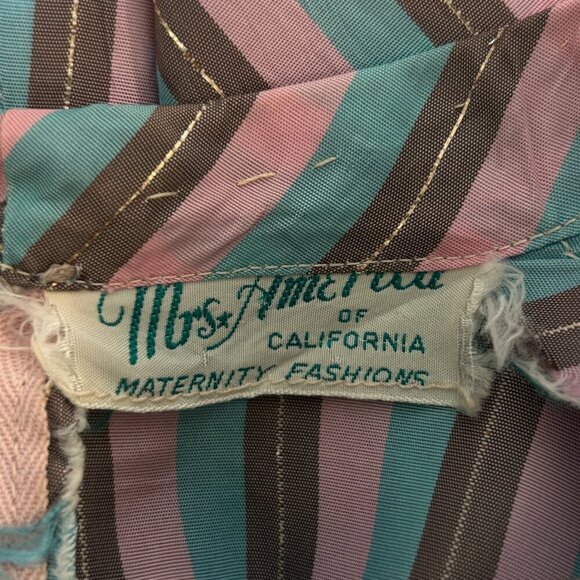 Mrs. America
OF
CALIFORNIA
MATERNITY FASHIONS